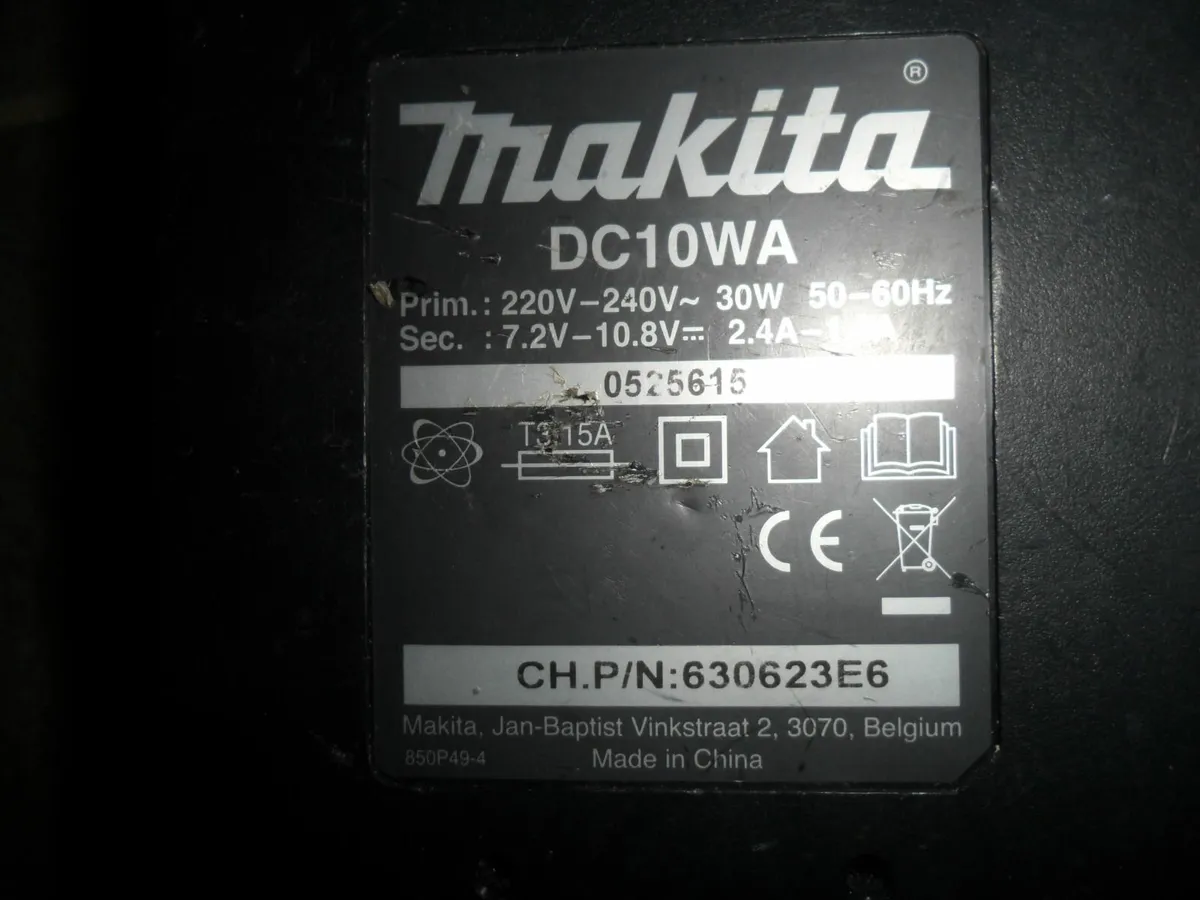 makita®
DC10WA
Prim.: 220V–240V~ 30W 50–60Hz
Sec. : 7.2V–10.8V⎓ 2.4A–
0525615
T3.15A
CE
CH.P/N:630623E6
Makita, Jan-Baptist Vinkstraat 2, 3070, Belgium
850P49-4 Made in China